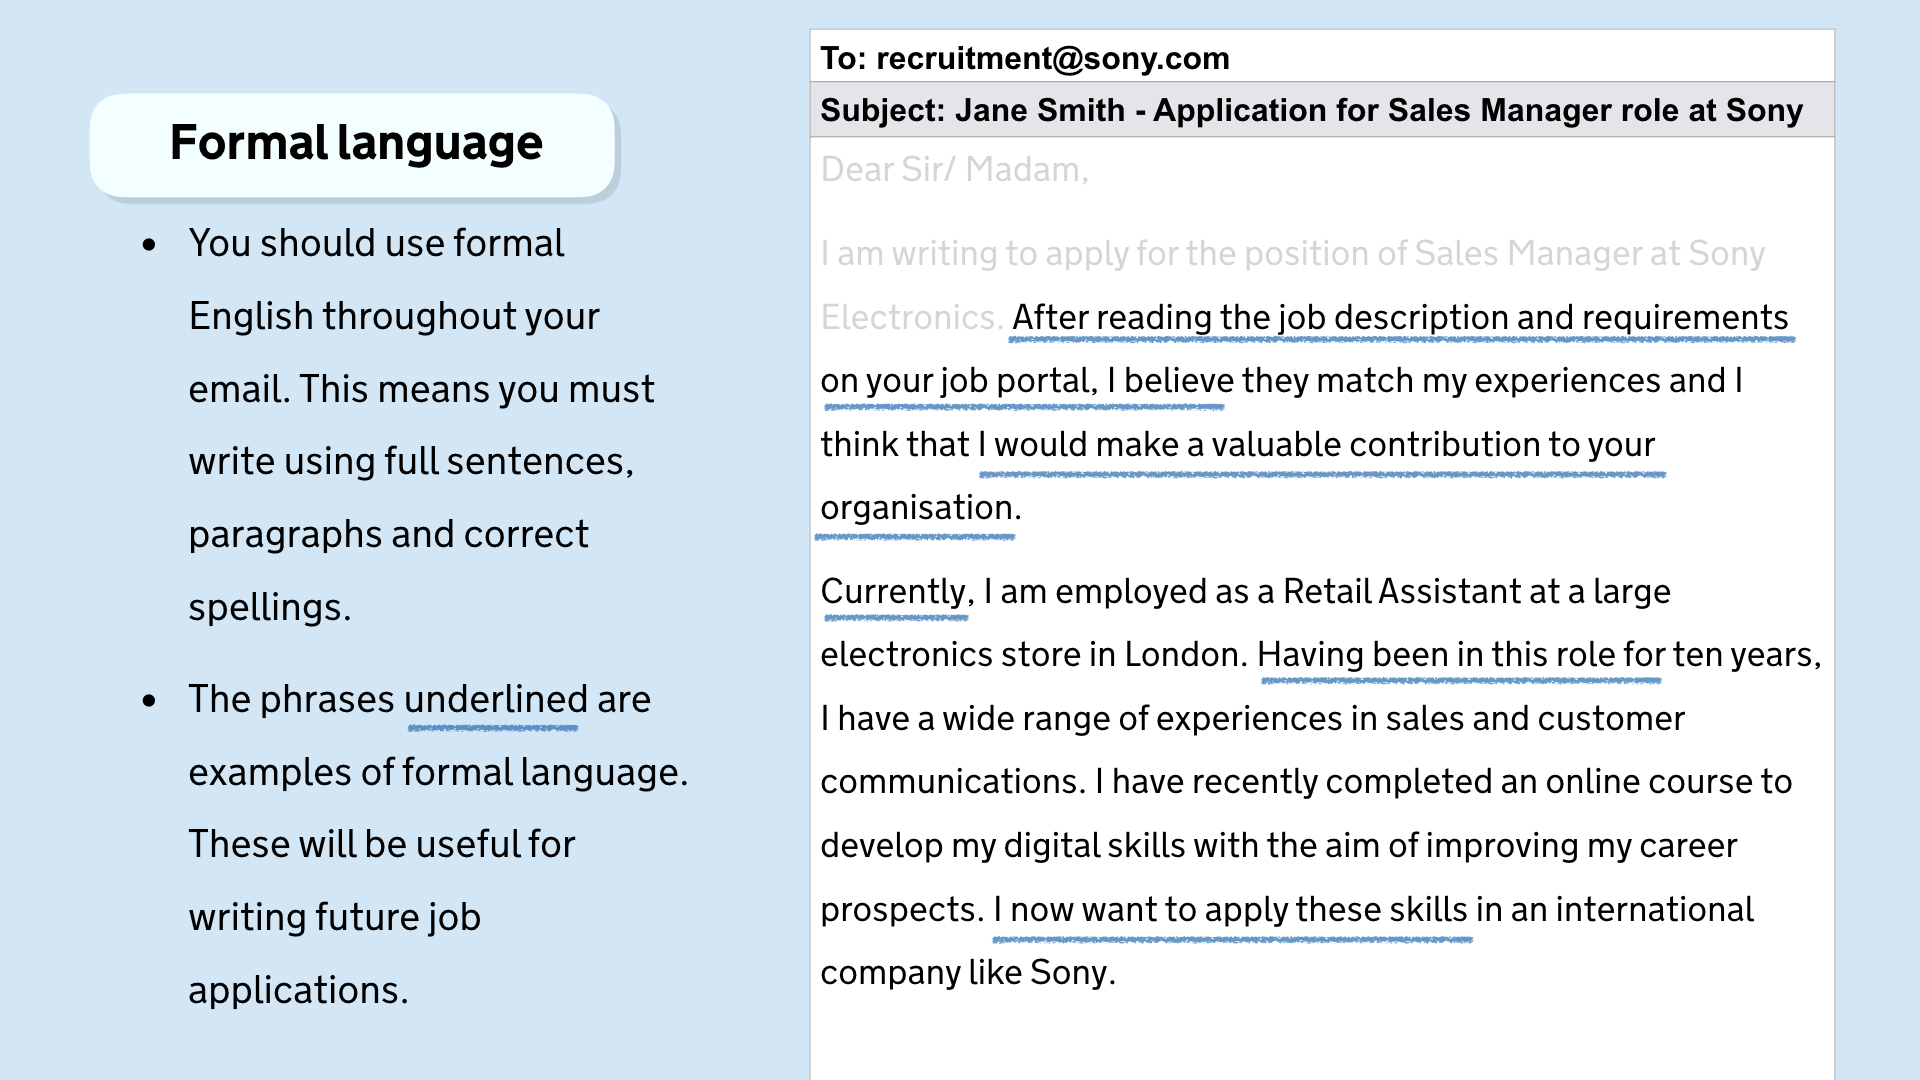 Formal language
• You should use formal
English throughout your
email. This means you must
write using full sentences,
paragraphs and correct
spellings.
• The phrases underlined are
examples of formal language.
These will be useful for
writing future job
applications.
To: recruitment@sony.com
Subject: Jane Smith - Application for Sales Manager role at Sony
Dear Sir/ Madam,
I am writing to apply for the position of Sales Manager at Sony
Electronics. After reading the job description and requirements
on your job portal, I believe they match my experiences and I
think that I would make a valuable contribution to your
organisation.
Currently, I am employed as a Retail Assistant at a large
electronics store in London. Having been in this role for ten years,
I have a wide range of experiences in sales and customer
communications. I have recently completed an online course to
develop my digital skills with the aim of improving my career
prospects. I now want to apply these skills in an international
company like Sony.